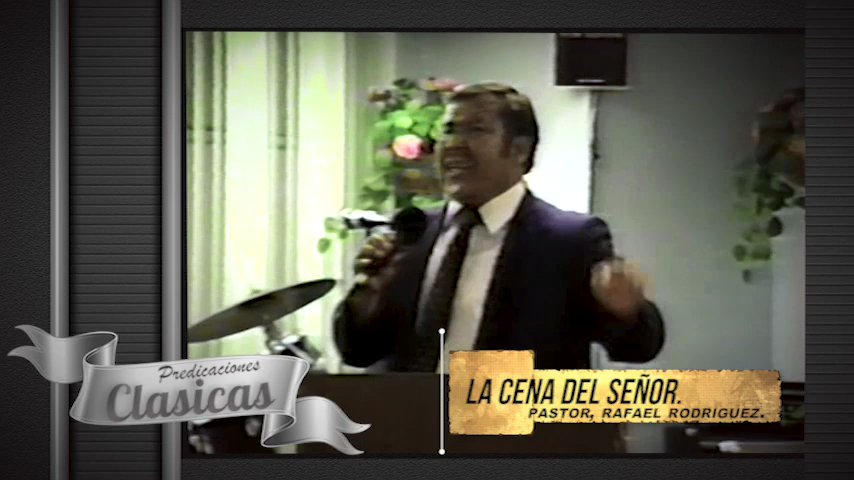 Predicaciones
Clasicas
LA CENA DEL SEÑOR.
PASTOR, RAFAEL RODRIGUEZ.